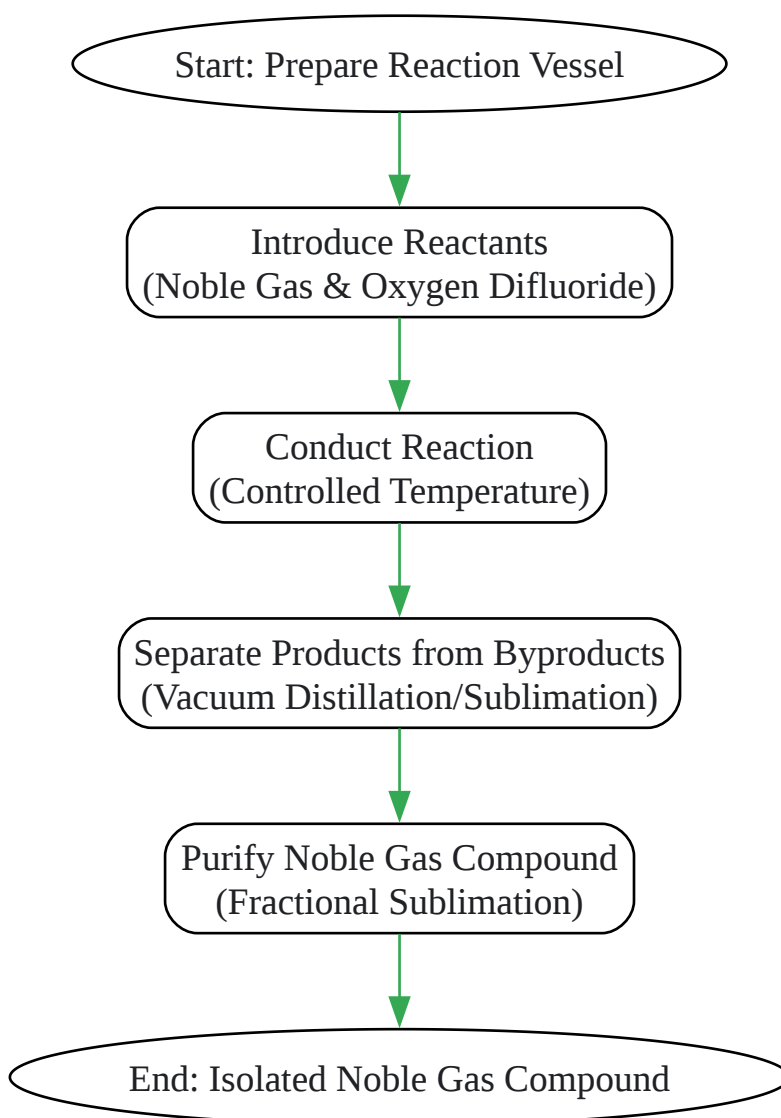 Start: Prepare Reaction Vessel
Introduce Reactants
(Noble Gas & Oxygen Difluoride)
Conduct Reaction
(Controlled Temperature)
Separate Products from Byproducts
(Vacuum Distillation/Sublimation)
Purify Noble Gas Compound
(Fractional Sublimation)
End: Isolated Noble Gas Compound